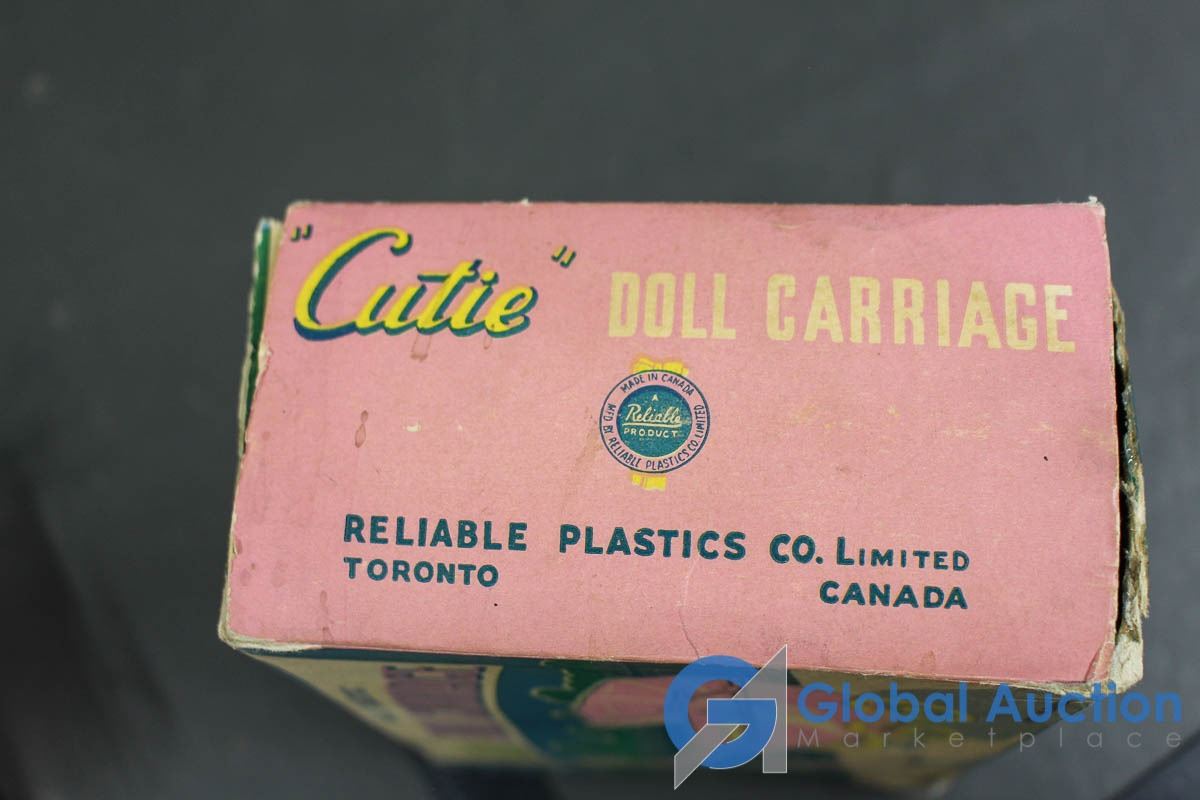 "Cutie" DOLL CARRIAGE
MADE IN CANADA
A
Reliable
PRODUCT
MFD BY RELIABLE PLASTICS CO. LIMITED
RELIABLE PLASTICS CO. LIMITED
TORONTO CANADA
Global Auction
Marketplace